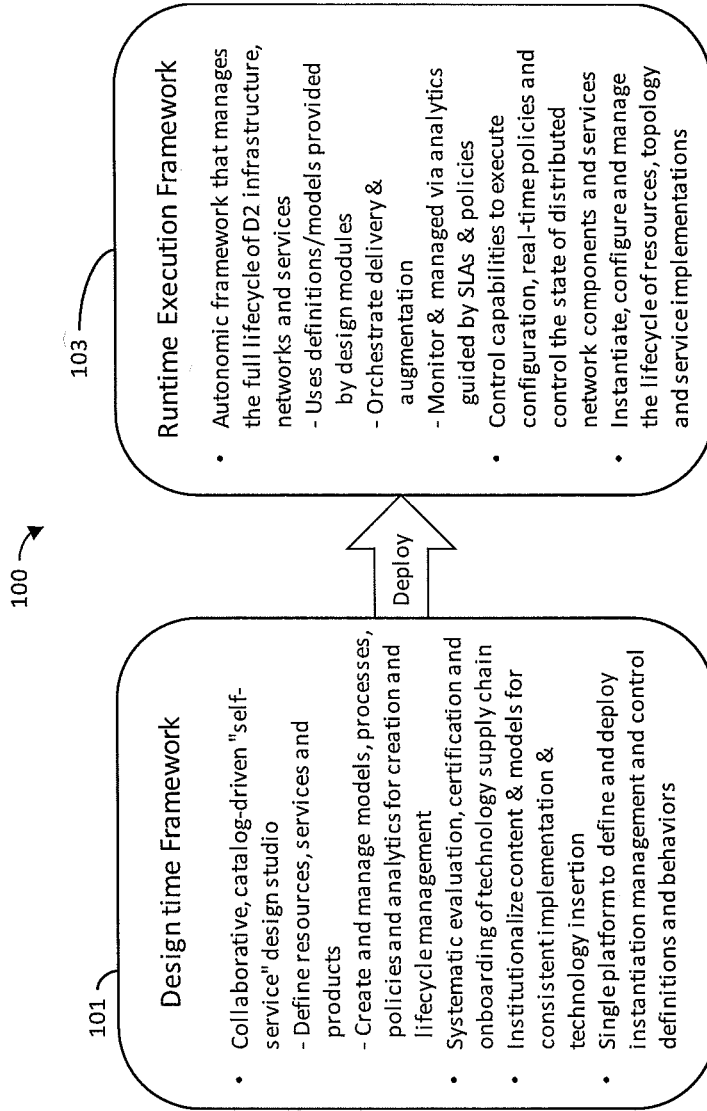 100
101
Design time Framework
• Collaborative, catalog-driven "self-
service" design studio
- Define resources, services and
products
- Create and manage models, processes,
policies and analytics for creation and
lifecycle management
• Systematic evaluation, certification and
onboarding of technology supply chain
• Institutionalize content & models for
consistent implementation &
technology insertion
• Single platform to define and deploy
instantiation management and control
definitions and behaviors
Deploy
103
Runtime Execution Framework
• Autonomic framework that manages
the full lifecycle of D2 infrastructure,
networks and services
- Uses definitions/models provided
by design modules
- Orchestrate delivery &
augmentation
- Monitor & managed via analytics
guided by SLAs & policies
• Control capabilities to execute
configuration, real-time policies and
control the state of distributed
network components and services
• Instantiate, configure and manage
the lifecycle of resources, topology
and service implementations